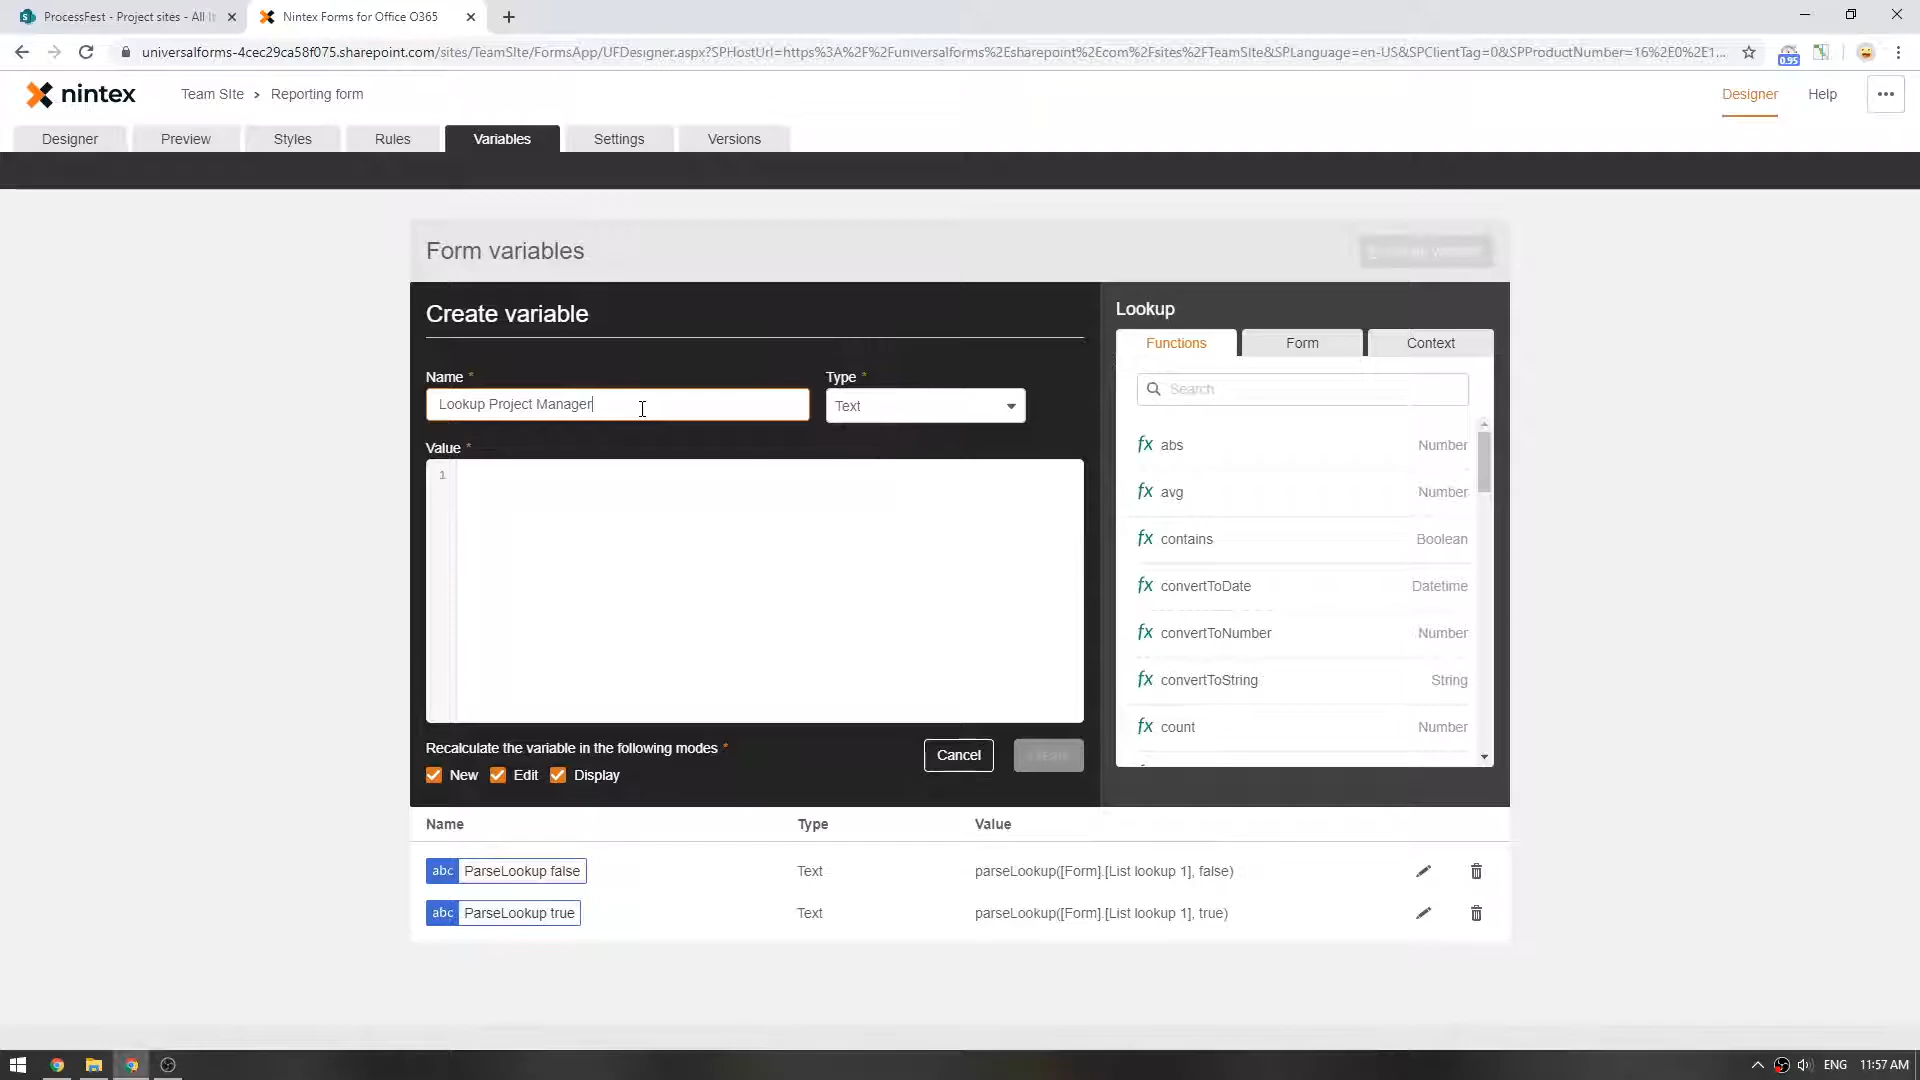 ProcessFest - Project sites - All It
Nintex Forms for Office O365
universalforms-4cec29ca58f075.sharepoint.com/sites/TeamSIte/FormsApp/UFDesigner.aspx?SPHostUrl=https%3A%2F%2Funiversalforms%2Esharepoint%2Ecom%2Fsites%2FTeamSIte&SPLanguage=en-US&SPClientTag=0&SPProductNumber=16%2E0%2E1...
0.95
nintex
Team SIte > Reporting form
Designer
Help
Designer
Preview
Styles
Rules
Variables
Settings
Versions
Form variables
Create variable
Name *
Type *
Lookup Project Manager
Text
Value *
1
Recalculate the variable in the following modes *
New
Edit
Display
Cancel
Lookup
Functions
Form
Context
Search
fx abs Number
fx avg Number
fx contains Boolean
fx convertToDate Datetime
fx convertToNumber Number
fx convertToString String
fx count Number
Name Type Value
abc ParseLookup false Text parseLookup([Form].[List lookup 1], false)
abc ParseLookup true Text parseLookup([Form].[List lookup 1], true)
ENG
11:57 AM